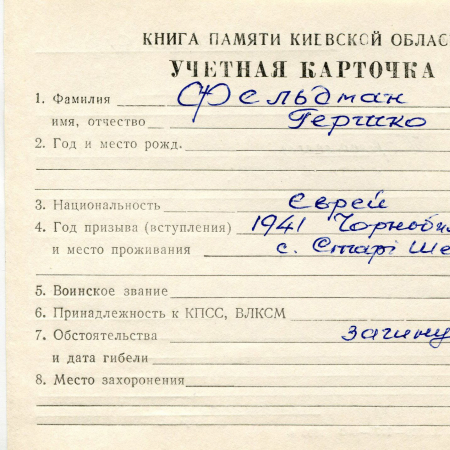 КНИГА ПАМЯТИ КИЕВСКОЙ ОБЛАС
УЧЕТНАЯ КАРТОЧКА
1. Фамилия Фельдман
имя, отчество Гершко
2. Год и место рожд.
3. Национальность Єврей
4. Год призыва (вступления) 1941 Чорнобил
и место проживания с. Старі Ше
5. Воинское звание
6. Принадлежность к КПСС, ВЛКСМ
7. Обстоятельства загину
и дата гибели
8. Место захоронения